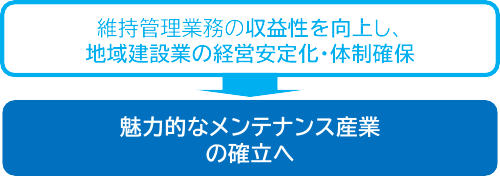 維持管理業務の収益性を向上し、
地域建設業の経営安定化・体制確保
魅力的なメンテナンス産業
の確立へ